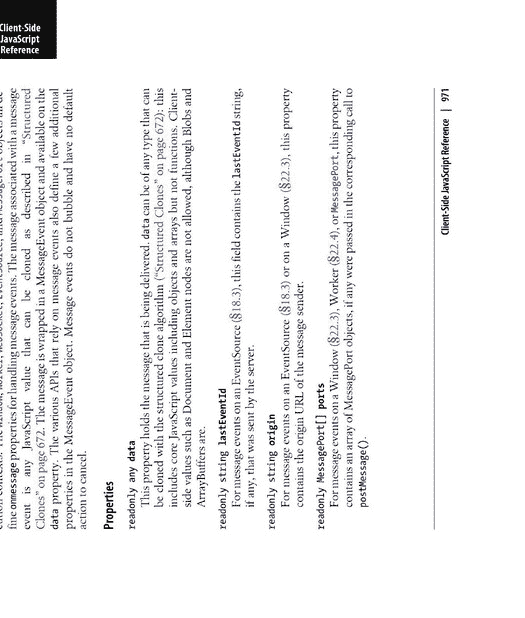 Client-Side
JavaScript
Reference
fine onmessage properties for handling message events. The message associated with a message
event is any JavaScript value that can be cloned as described in “Structured
Clones” on page 672. The message is wrapped in a MessageEvent object and available on the
data property. The various APIs that rely on message events also define a few additional
properties in the MessageEvent object. Message events do not bubble and have no default
action to cancel.
Properties
readonly any data
This property holds the message that is being delivered. data can be of any type that can
be cloned with the structured clone algorithm (“Structured Clones” on page 672): this
includes core JavaScript values including objects and arrays but not functions. Client-
side values such as Document and Element nodes are not allowed, although Blobs and
ArrayBuffers are.
readonly string lastEventId
For message events on an EventSource (§18.3), this field contains the lastEventId string,
if any, that was sent by the server.
readonly string origin
For message events on an EventSource (§18.3) or on a Window (§22.3), this property
contains the origin URL of the message sender.
readonly MessagePort[] ports
For message events on a Window (§22.3), Worker (§22.4), or MessagePort, this property
contains an array of MessagePort objects, if any were passed in the corresponding call to
postMessage().
Client-Side JavaScript Reference | 971